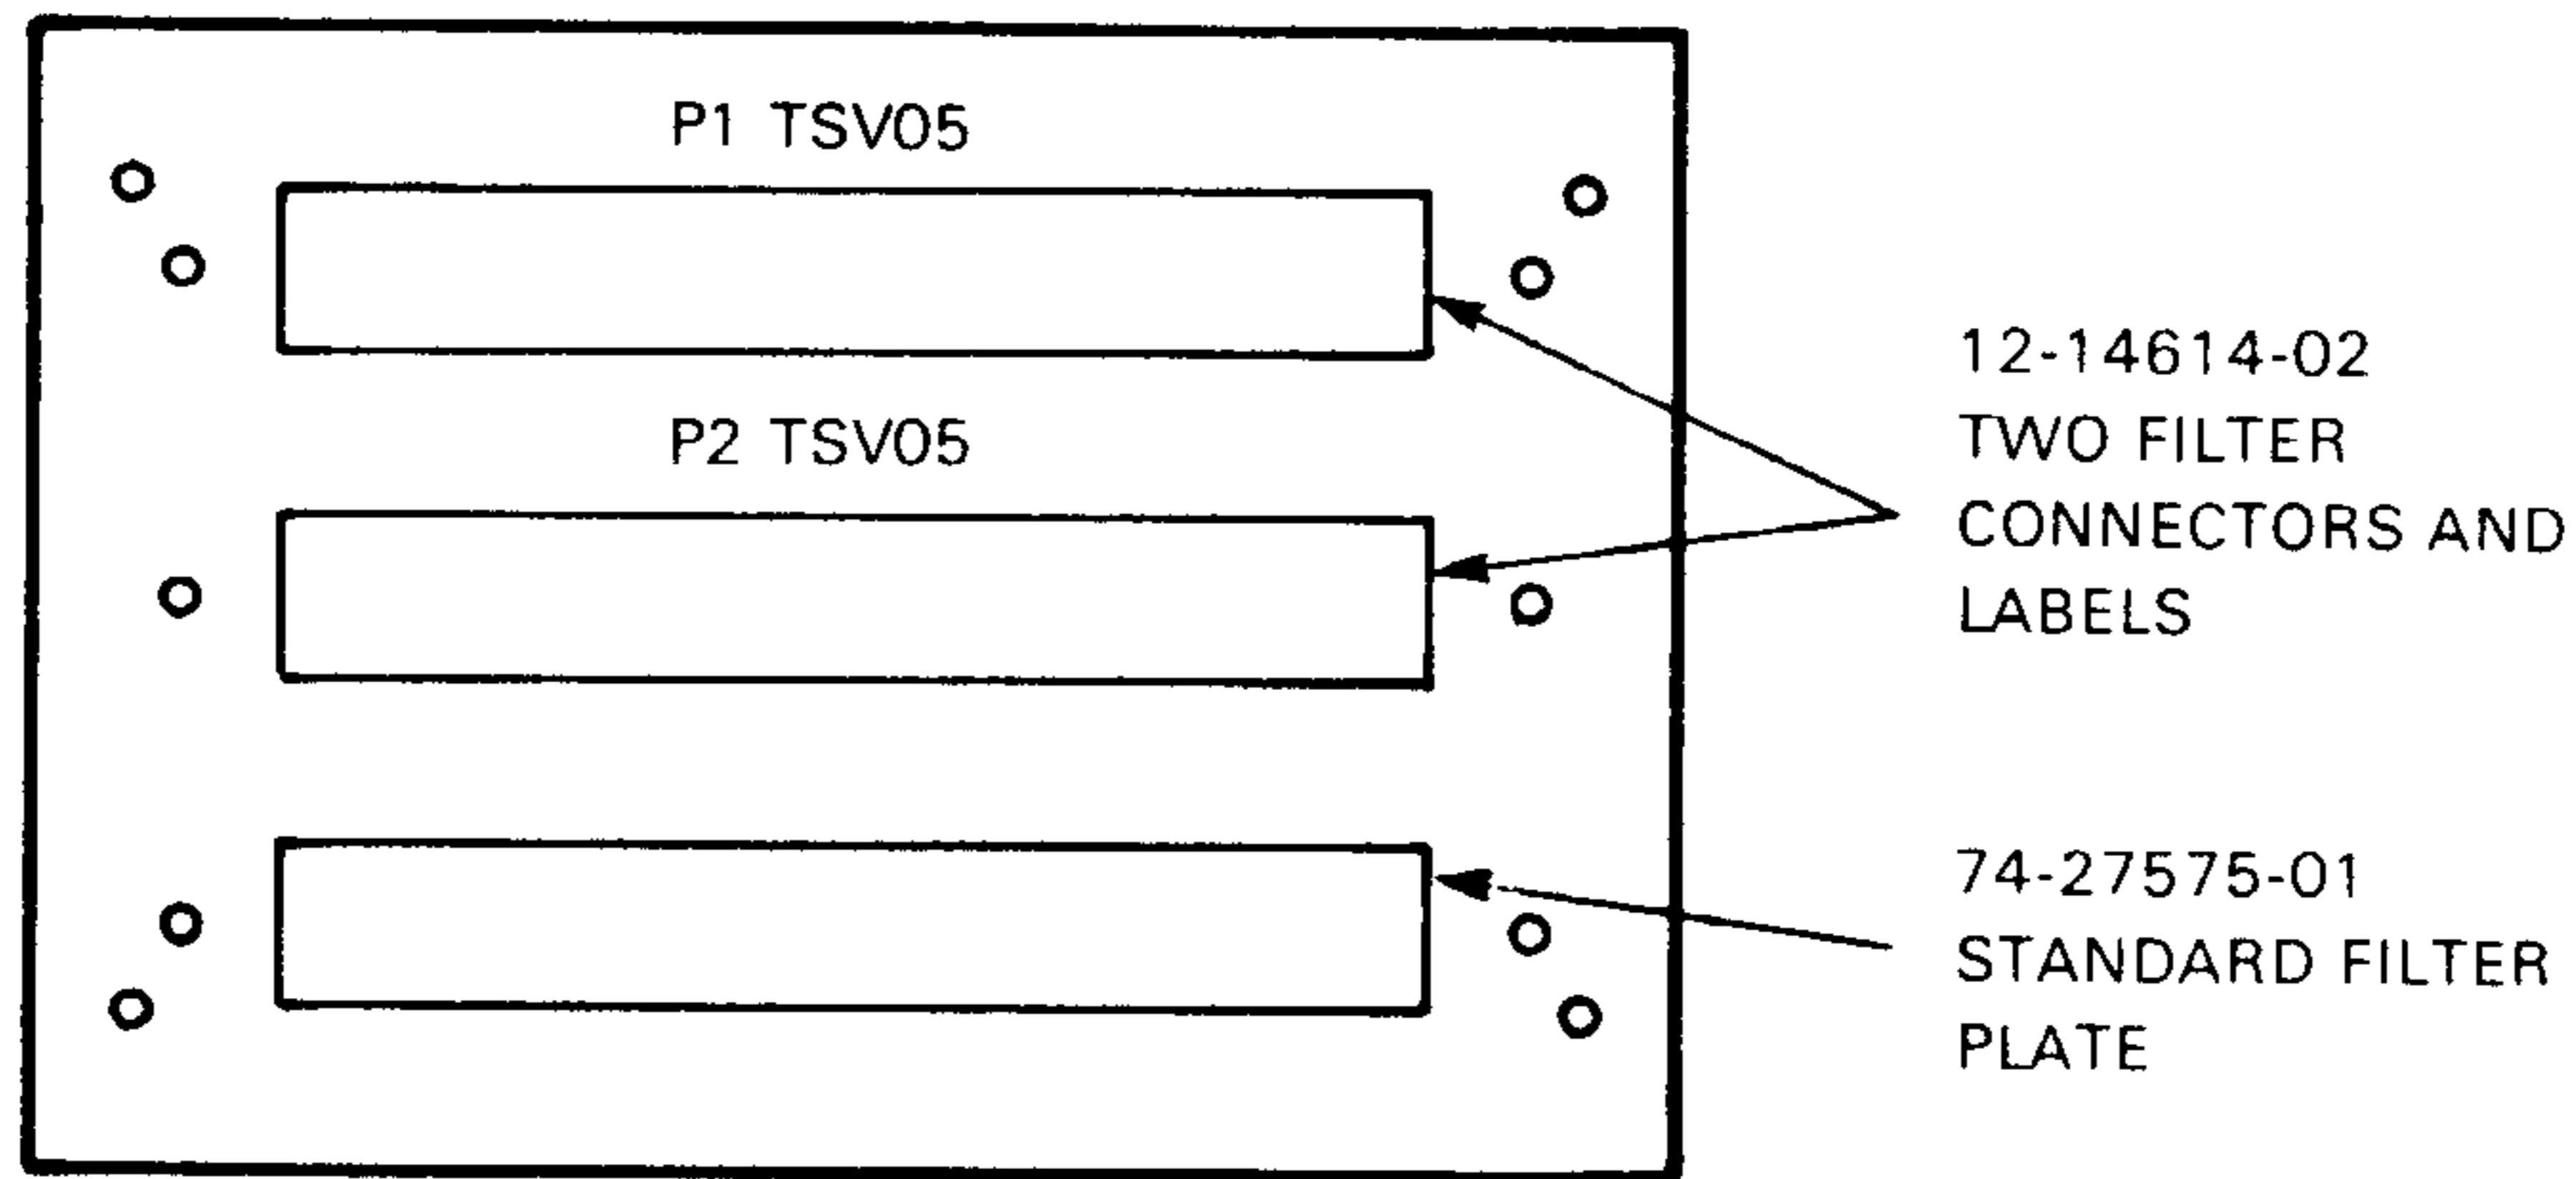 P1 TSV05
P2 TSV05
12-14614-02
TWO FILTER
CONNECTORS AND
LABELS
74-27575-01
STANDARD FILTER
PLATE